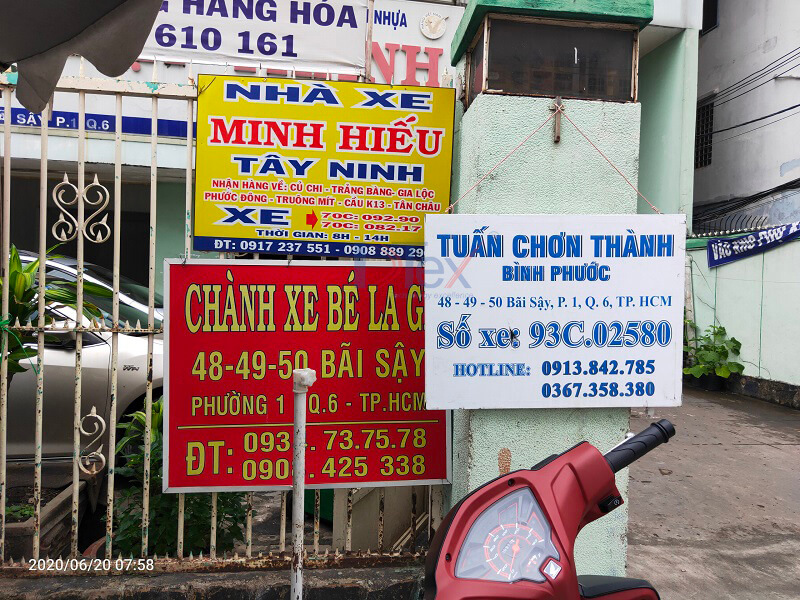 HÀNG HÓA
610 161
NHỰA
SẬY P.1 Q.6
NHÀ XE
MINH HIẾU
TÂY NINH
NHẬN HÀNG VỀ: CỦ CHI - TRẢNG BÀNG- GIA LỘC
PHƯỚC ĐÔNG - TRUÔNG MÍT - CẦU K13 - TÂN CHÂU
XE 70C: 092.90
70C: 082.17
THỜI GIAN: 8H - 14H
ĐT: 0917 237 551 - 0908 889 29
TUẤN CHƠN THÀNH
BÌNH PHƯỚC
48 - 49 - 50 Bãi Sậy, P. 1, Q. 6, TP. HCM
Số xe: 93C.02580
HOTLINE: 0913.842.785
0367.358.380
CHÀNH XE BÉ LA G
48-49-50 BÃI SẬY
PHƯỜNG 1 Q.6 - TP.HCM
ĐT: 093 . 73.75.78
090 . 425 338
2020/06/20 07:58